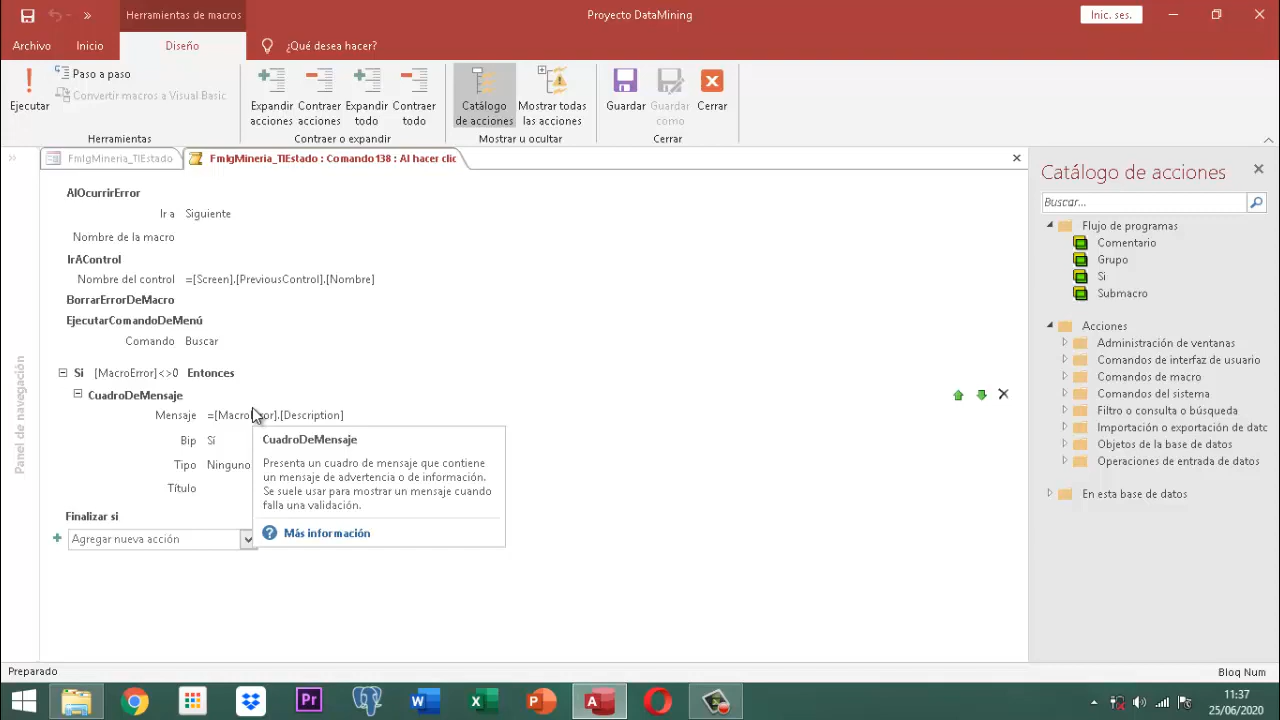 Herramientas de macros
Proyecto DataMining
Inic. ses.
Archivo
Inicio
Diseño
¿Qué desea hacer?
Ejecutar
Paso a paso
Convertir macros a Visual Basic
Herramientas
Expandir acciones
Contraer acciones
Expandir todo
Contraer todo
Contraer o expandir
Catálogo de acciones
Mostrar todas las acciones
Mostrar u ocultar
Guardar
Guardar como
Cerrar
Cerrar
FmIgMineria_TIEstado
FmIgMineria_TIEstado : Comando138 : Al hacer clic
AlOcurrirError
Ir a Siguiente
Nombre de la macro
IrAControl
Nombre del control =[Screen].[PreviousControl].[Nombre]
BorrarErrorDeMacro
EjecutarComandoDeMenú
Comando Buscar
Si [MacroError]<>0 Entonces
CuadroDeMensaje
Mensaje =[MacroError].[Description]
Bip Sí
Tipo Ninguno
Título
Finalizar si
Agregar nueva acción
CuadroDeMensaje
Presenta un cuadro de mensaje que contiene
un mensaje de advertencia o de información.
Se suele usar para mostrar un mensaje cuando
falla una validación.
Más información
Panel de navegación
Catálogo de acciones
Buscar...
Flujo de programas
Comentario
Grupo
Si
Submacro
Acciones
Administración de ventanas
Comandos de interfaz de usuario
Comandos de macro
Comandos del sistema
Filtro o consulta o búsqueda
Importación o exportación de datc
Objetos de la base de datos
Operaciones de entrada de datos
En esta base de datos
Preparado
Bloq Num
Pr
11:37
25/06/2020